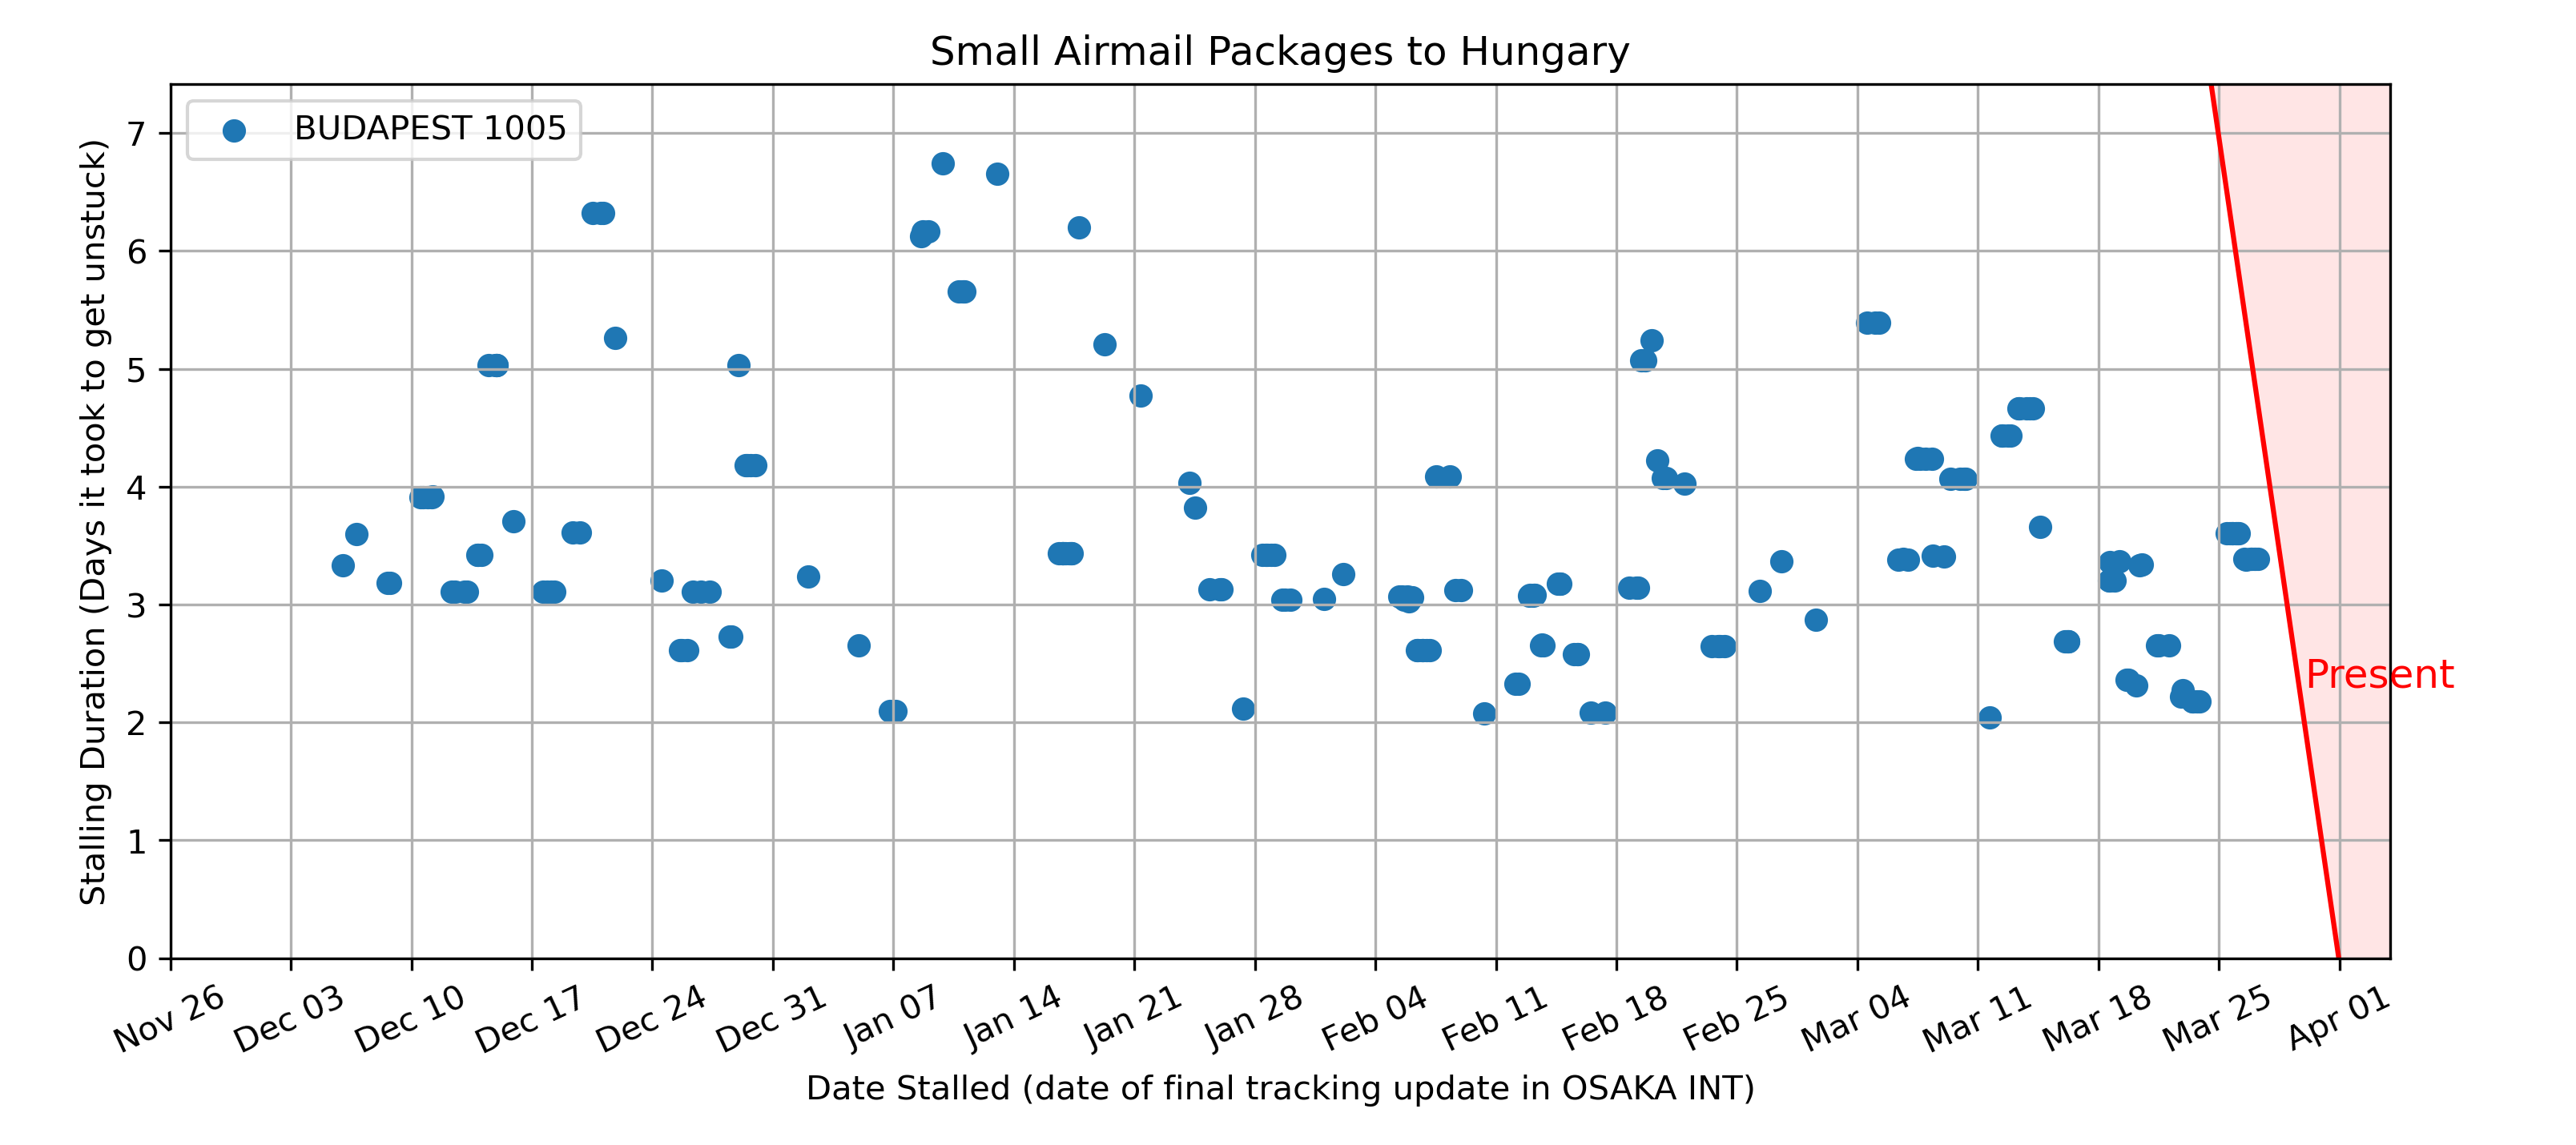 Small Airmail Packages to Hungary
BUDAPEST 1005
Stalling Duration (Days it took to get unstuck)
7
6
5
4
3
2
1
0
Present
Nov 26
Dec 03
Dec 10
Dec 17
Dec 24
Dec 31
Jan 07
Jan 14
Jan 21
Jan 28
Feb 04
Feb 11
Feb 18
Feb 25
Mar 04
Mar 11
Mar 18
Mar 25
Apr 01
Date Stalled (date of final tracking update in OSAKA INT)